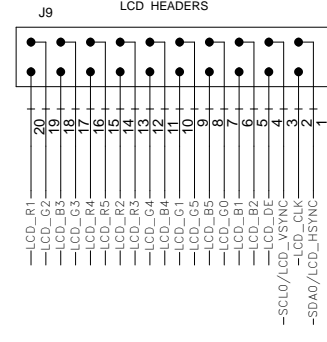 LCD HEADERS
J9
20
19
18
17
16
15
14
13
12
11
10
9
8
7
6
5
4
3
2
1
LCD_R1
LCD_G2
LCD_B3
LCD_G3
LCD_R4
LCD_R5
LCD_R2
LCD_R3
LCD_G4
LCD_B4
LCD_G1
LCD_G5
LCD_B5
LCD_G0
LCD_B1
LCD_B2
LCD_DE
SCL0/LCD_VSYNC
LCD_CLK
SDA0/LCD_HSYNC